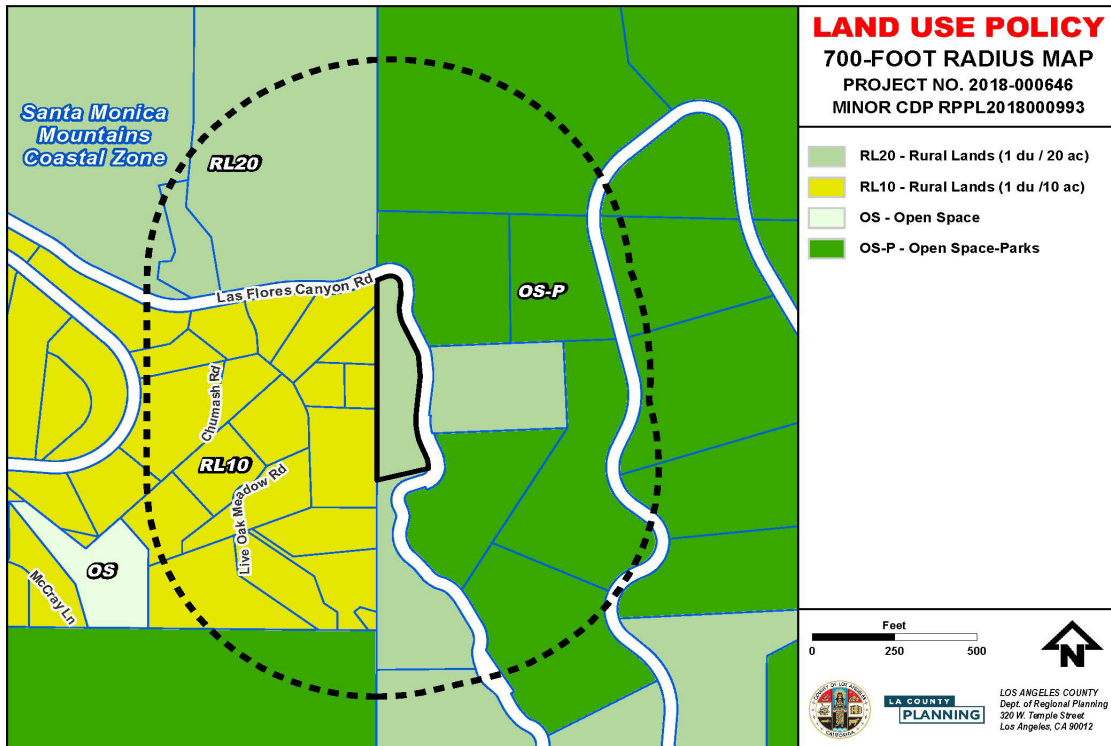 LAND USE POLICY
700-FOOT RADIUS MAP
PROJECT NO. 2018-000646
MINOR CDP RPPL2018000993
RL20 - Rural Lands (1 du / 20 ac)
RL10 - Rural Lands (1 du /10 ac)
OS - Open Space
OS-P - Open Space-Parks
Santa Monica
Mountains
Coastal Zone
RL20
Las Flores Canyon Rd
OS-P
Chumash Rd
RL10
Live Oak Meadow Rd
OS
McCray Ln
Feet
0 250 500
N
LA COUNTY
PLANNING
LOS ANGELES COUNTY
Dept. of Regional Planning
320 W. Temple Street
Los Angeles, CA 90012